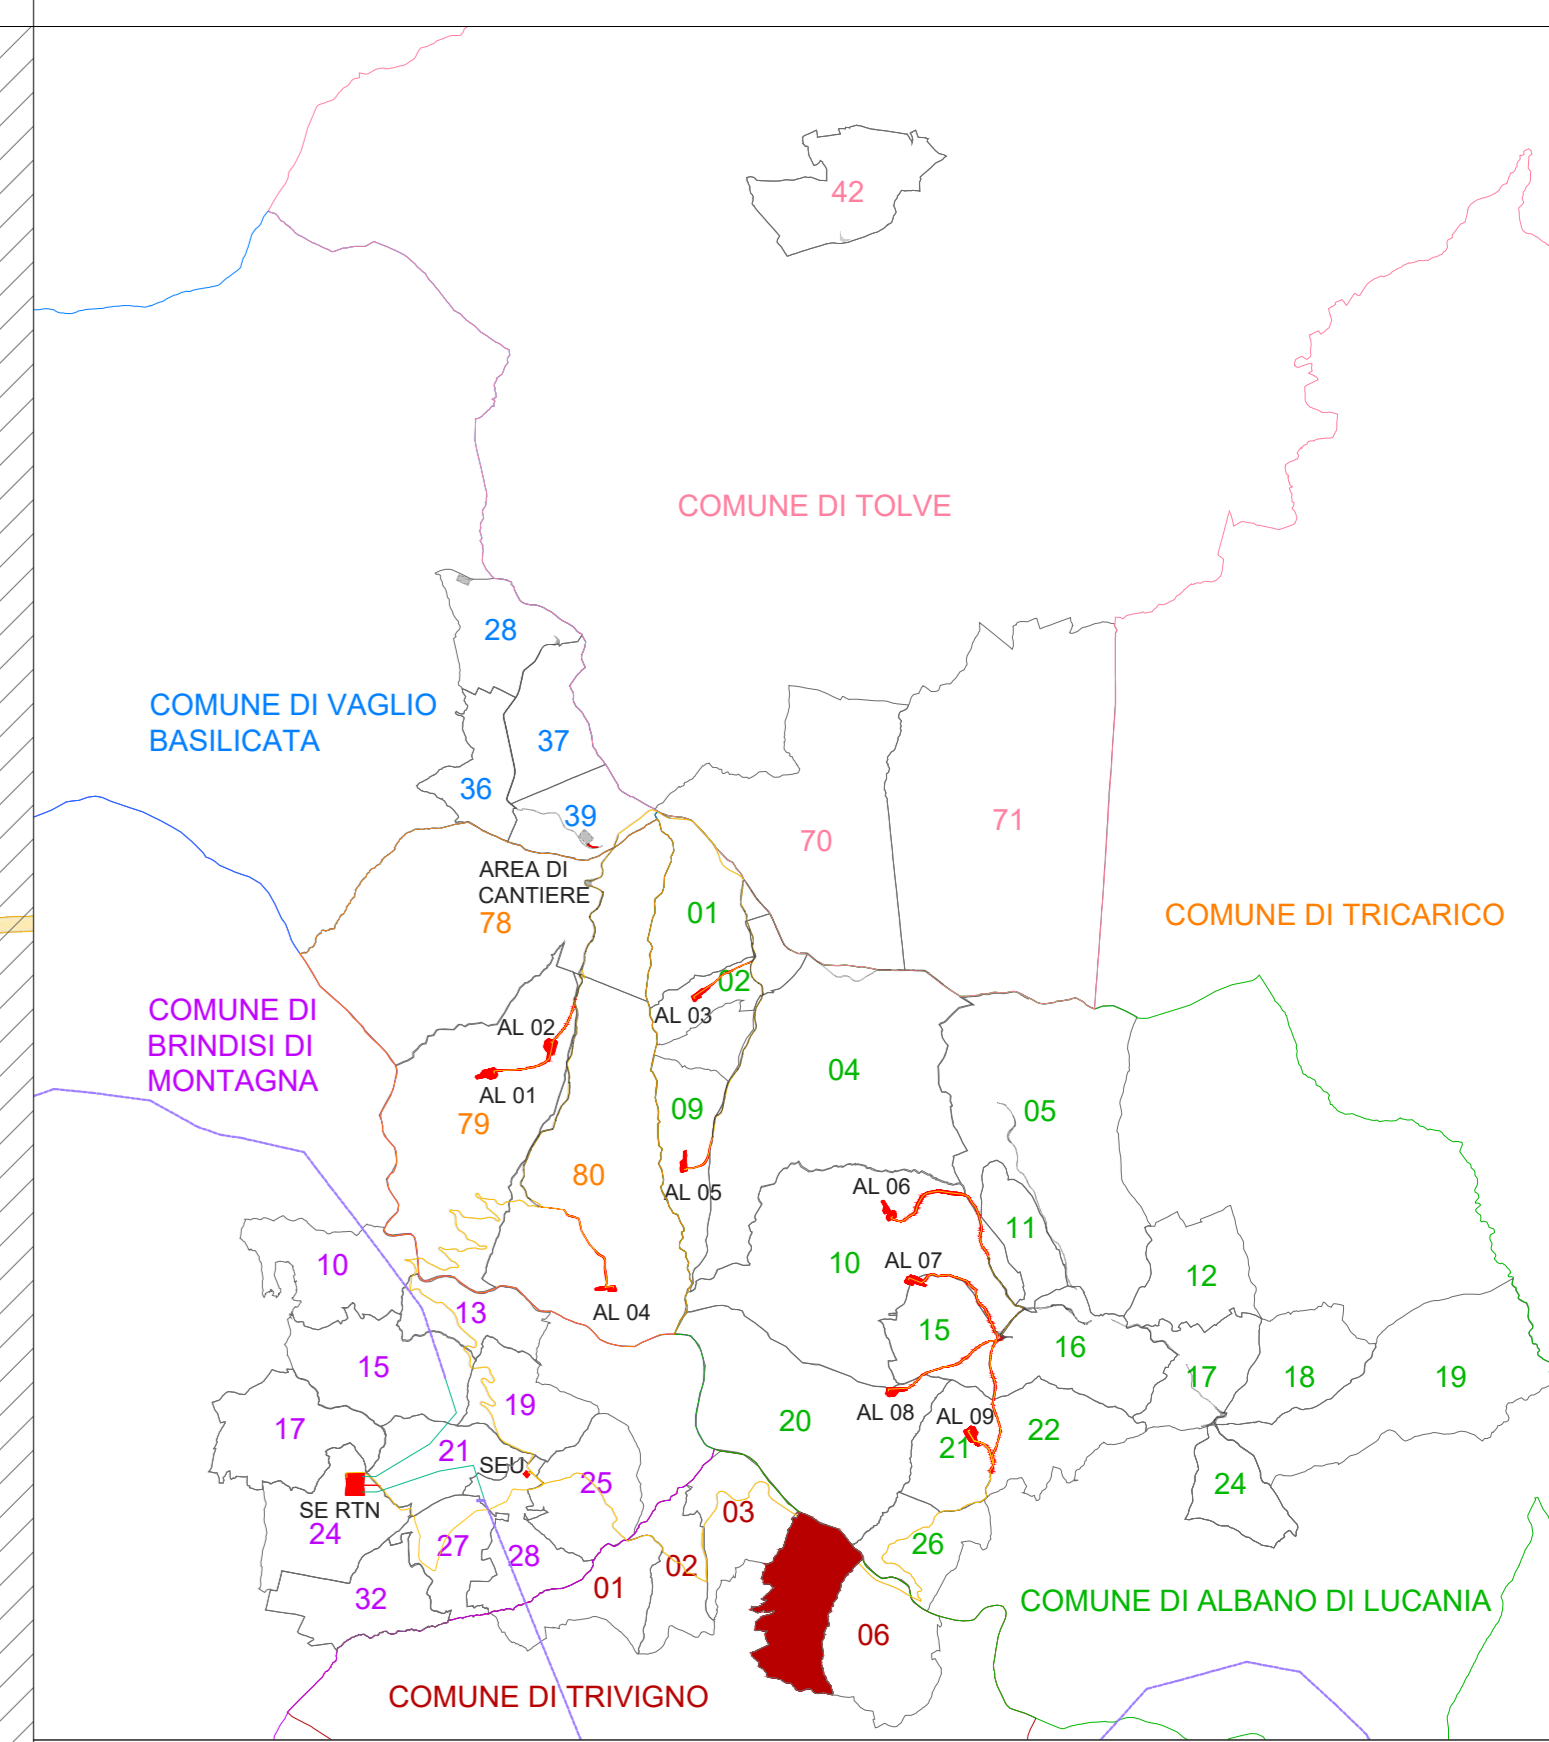 42
COMUNE DI TOLVE
28
COMUNE DI VAGLIO
BASILICATA
37
36
39
70
71
AREA DI
CANTIERE
78
01
COMUNE DI TRICARICO
02
AL 03
COMUNE DI
BRINDISI DI
MONTAGNA
AL 02
AL 01
79
04
09
05
80
AL 05
AL 06
11
10
10
AL 07
12
13
AL 04
15
16
15
17
18
19
19
AL 08
20
AL 09
17
21
21
22
SEU
25
24
SE RTN
24
03
27
28
02
26
32
01
COMUNE DI ALBANO DI LUCANIA
06
COMUNE DI TRIVIGNO